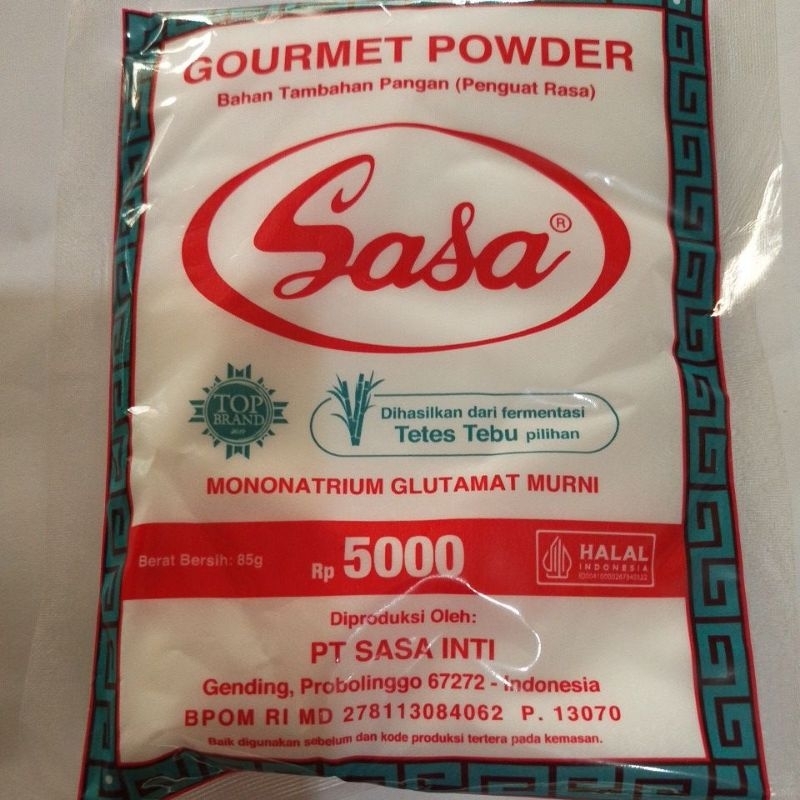 GOURMET POWDER
Bahan Tambahan Pangan (Penguat Rasa)
Sasa®
TOP
BRAND
Dihasilkan dari fermentasi
Tetes Tebu pilihan
MONONATRIUM GLUTAMAT MURNI
Berat Bersih: 85g
Rp 5000
HALAL
INDONESIA
Diproduksi Oleh:
PT SASA INTI
Gending, Probolinggo 67272 - Indonesia
BPOM RI MD 278113084062 P. 13070
Baik digunakan sebelum dan kode produksi tertera pada kemasan.